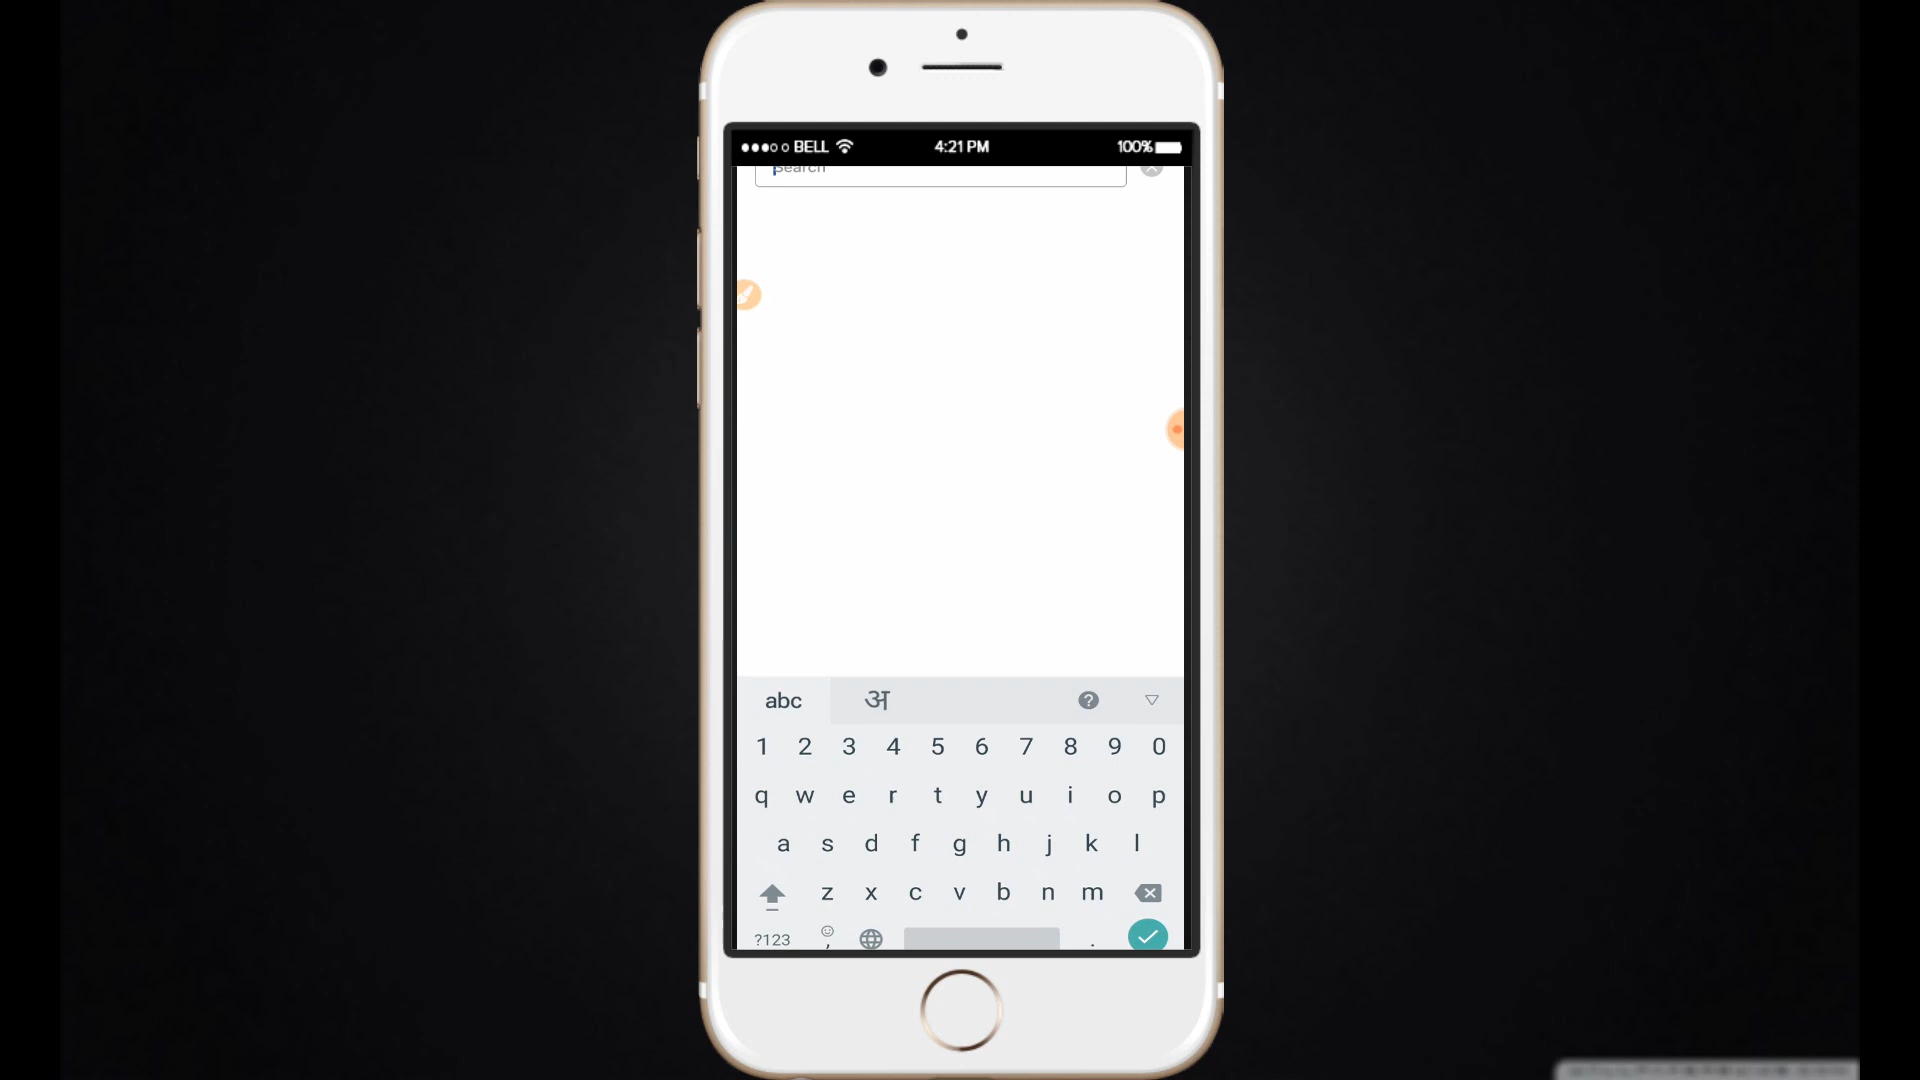 BELL 4:21 PM 100%
Search
abc अ ?
1 2 3 4 5 6 7 8 9 0
q w e r t y u i o p
a s d f g h j k l
z x c v b n m
?123 , .